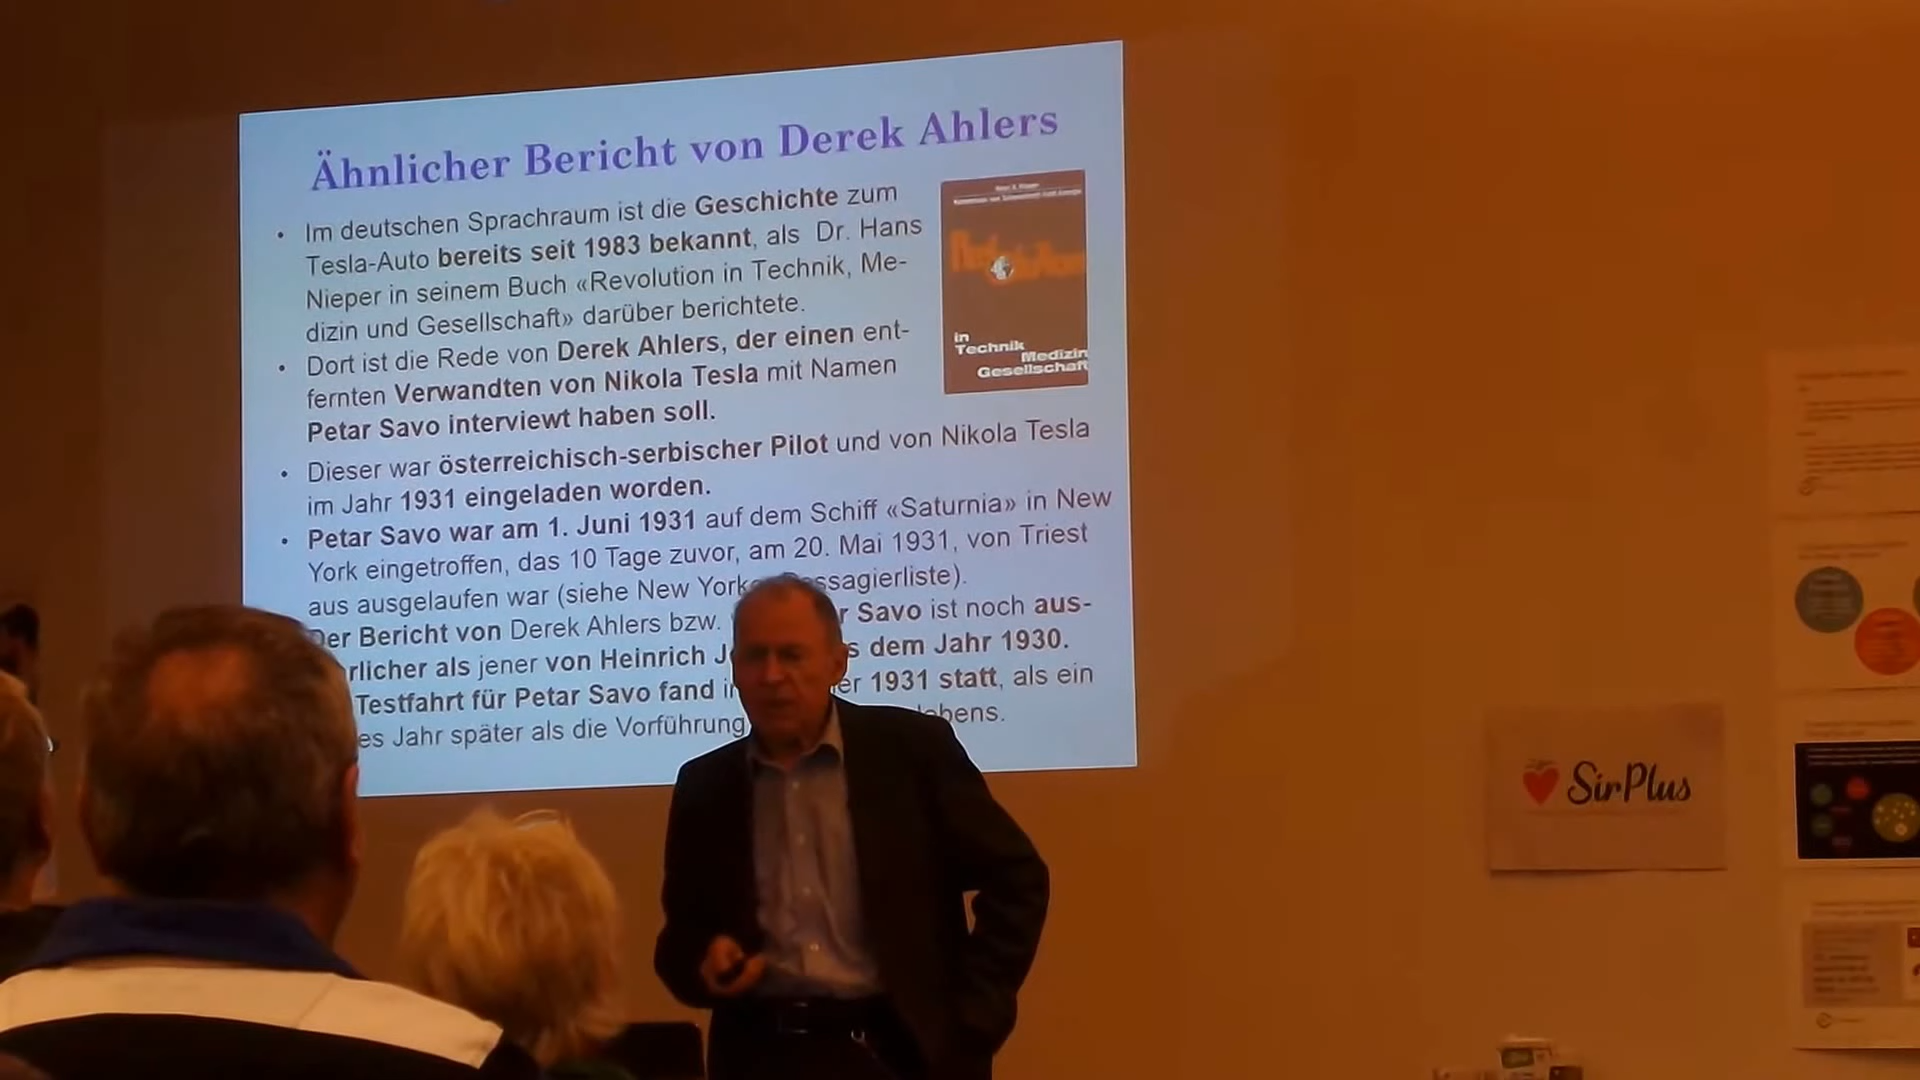 Ähnlicher Bericht von Derek Ahlers
• Im deutschen Sprachraum ist die Geschichte zum
Tesla-Auto bereits seit 1983 bekannt, als Dr. Hans
Nieper in seinem Buch «Revolution in Technik, Me-
dizin und Gesellschaft» darüber berichtete.
• Dort ist die Rede von Derek Ahlers, der einen ent-
fernten Verwandten von Nikola Tesla mit Namen
Petar Savo interviewt haben soll.
• Dieser war österreichisch-serbischer Pilot und von Nikola Tesla
im Jahr 1931 eingeladen worden.
• Petar Savo war am 1. Juni 1931 auf dem Schiff «Saturnia» in New
York eingetroffen, das 10 Tage zuvor, am 20. Mai 1931, von Triest
aus ausgelaufen war (siehe New York ssagierliste).
Der Bericht von Derek Ahlers bzw. r Savo ist noch aus-
rlicher als jener von Heinrich J s dem Jahr 1930.
Testfahrt für Petar Savo fand i er 1931 statt, als ein
es Jahr später als die Vorführung bens.
in
Technik
Medizin
Gesellschaft
SirPlus